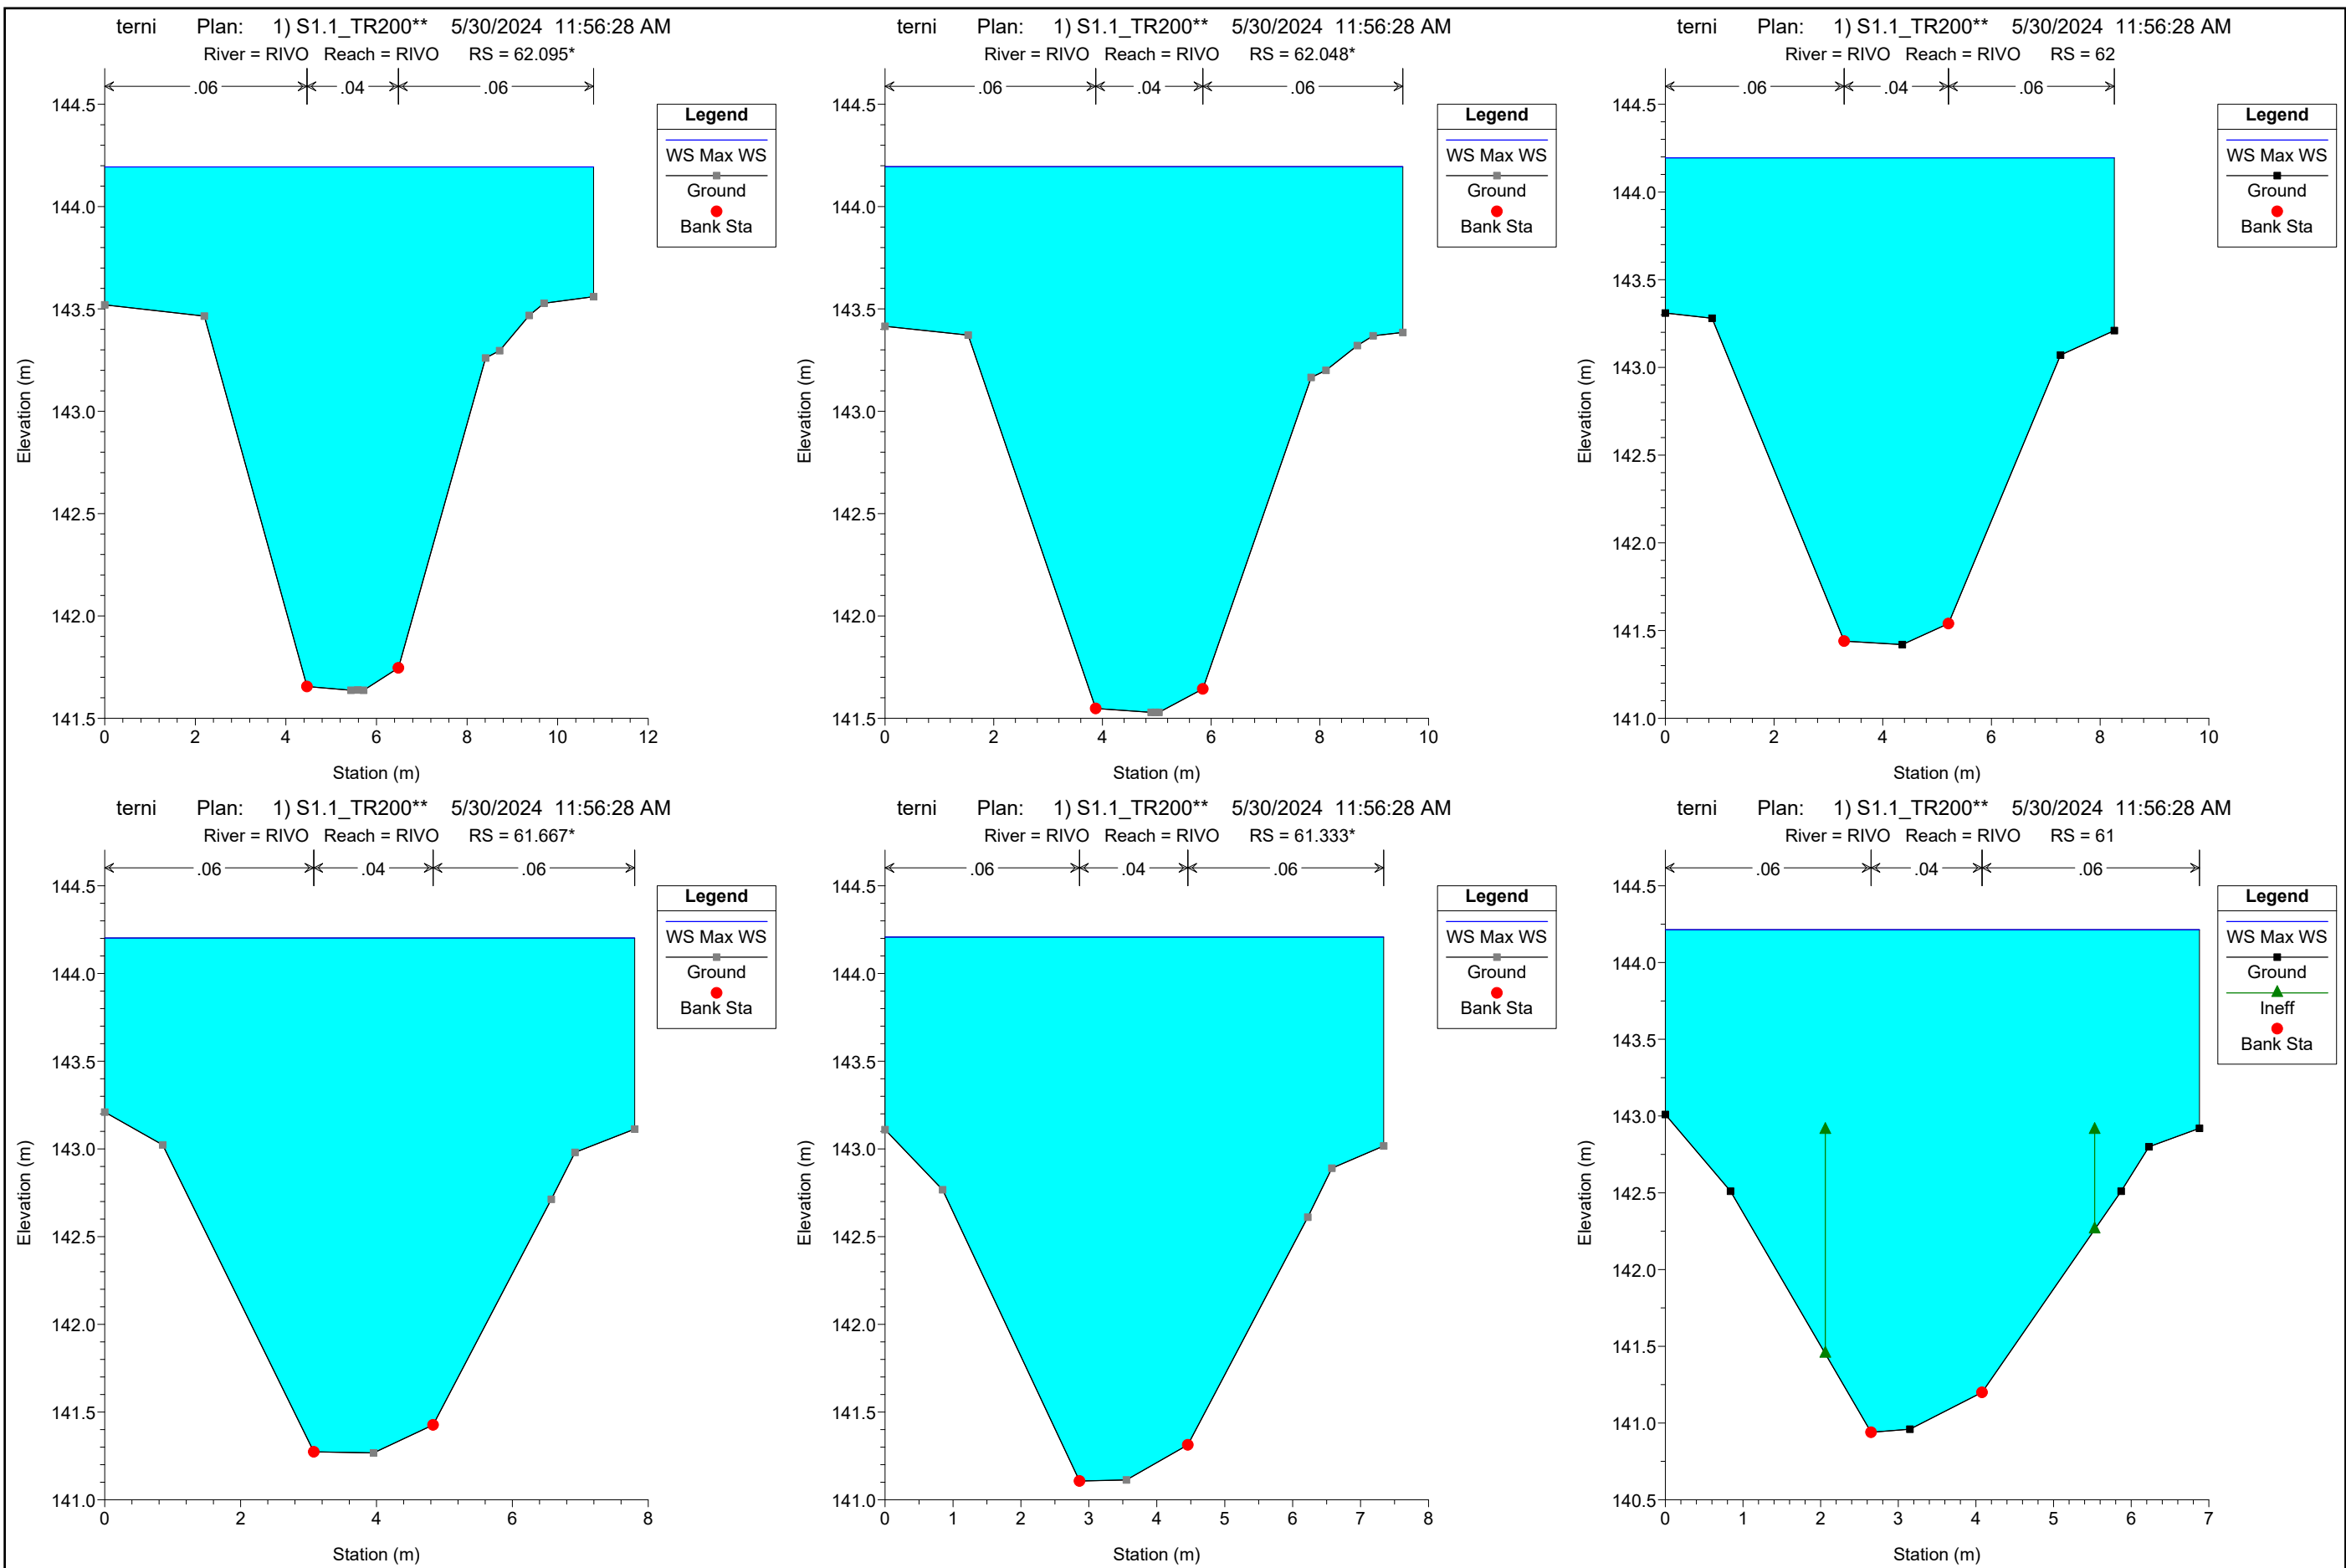 terni Plan: 1) S1.1_TR200** 5/30/2024 11:56:28 AM
River = RIVO Reach = RIVO RS = 62.095*
.06 .04 .06
144.5
144.0
143.5
143.0
142.5
142.0
141.5
Elevation (m)
0 2 4 6 8 10 12
Station (m)
Legend
WS Max WS
Ground
Bank Sta
terni Plan: 1) S1.1_TR200** 5/30/2024 11:56:28 AM
River = RIVO Reach = RIVO RS = 62.048*
.06 .04 .06
144.5
144.0
143.5
143.0
142.5
142.0
141.5
Elevation (m)
0 2 4 6 8 10
Station (m)
Legend
WS Max WS
Ground
Bank Sta
terni Plan: 1) S1.1_TR200** 5/30/2024 11:56:28 AM
River = RIVO Reach = RIVO RS = 62
.06 .04 .06
144.5
144.0
143.5
143.0
142.5
142.0
141.5
141.0
Elevation (m)
0 2 4 6 8 10
Station (m)
Legend
WS Max WS
Ground
Bank Sta
terni Plan: 1) S1.1_TR200** 5/30/2024 11:56:28 AM
River = RIVO Reach = RIVO RS = 61.667*
.06 .04 .06
144.5
144.0
143.5
143.0
142.5
142.0
141.5
141.0
Elevation (m)
0 2 4 6 8
Station (m)
Legend
WS Max WS
Ground
Bank Sta
terni Plan: 1) S1.1_TR200** 5/30/2024 11:56:28 AM
River = RIVO Reach = RIVO RS = 61.333*
.06 .04 .06
144.5
144.0
143.5
143.0
142.5
142.0
141.5
141.0
Elevation (m)
0 1 2 3 4 5 6 7 8
Station (m)
Legend
WS Max WS
Ground
Bank Sta
terni Plan: 1) S1.1_TR200** 5/30/2024 11:56:28 AM
River = RIVO Reach = RIVO RS = 61
.06 .04 .06
144.5
144.0
143.5
143.0
142.5
142.0
141.5
141.0
140.5
Elevation (m)
0 1 2 3 4 5 6 7
Station (m)
Legend
WS Max WS
Ground
Ineff
Bank Sta